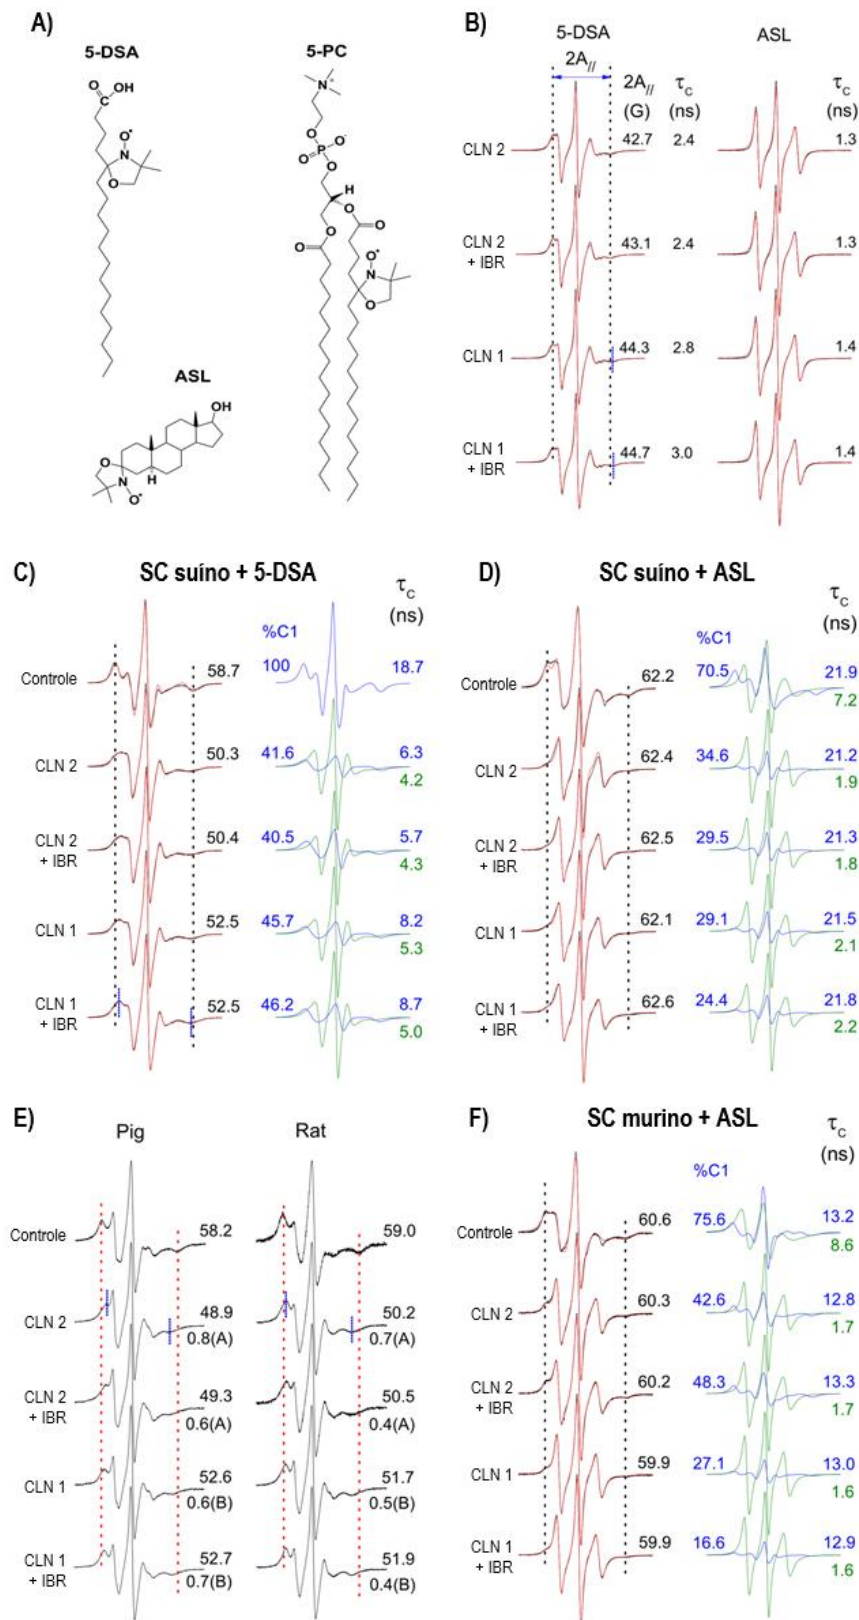 A)
5-DSA
5-PC
ASL
B)
5-DSA
ASL
2A//
2A// (G)
τc (ns)
τc (ns)
CLN 2 42.7 2.4 1.3
CLN 2 + IBR 43.1 2.4 1.3
CLN 1 44.3 2.8 1.4
CLN 1 + IBR 44.7 3.0 1.4
C)
SC suíno + 5-DSA
τc (ns)
%C1
Controle 58.7 100 18.7
CLN 2 50.3 41.6 6.3 4.2
CLN 2 + IBR 50.4 40.5 5.7 4.3
CLN 1 52.5 45.7 8.2 5.3
CLN 1 + IBR 52.5 46.2 8.7 5.0
D)
SC suíno + ASL
τc (ns)
%C1
Controle 62.2 70.5 21.9 7.2
CLN 2 62.4 34.6 21.2 1.9
CLN 2 + IBR 62.5 29.5 21.3 1.8
CLN 1 62.1 29.1 21.5 2.1
CLN 1 + IBR 62.6 24.4 21.8 2.2
E)
Pig Rat
Controle 58.2 59.0
CLN 2 48.9 0.8(A) 50.2 0.7(A)
CLN 2 + IBR 49.3 0.6(A) 50.5 0.4(A)
CLN 1 52.6 0.6(B) 51.7 0.5(B)
CLN 1 + IBR 52.7 0.7(B) 51.9 0.4(B)
F)
SC murino + ASL
τc (ns)
%C1
Controle 60.6 75.6 13.2 8.6
CLN 2 60.3 42.6 12.8 1.7
CLN 2 + IBR 60.2 48.3 13.3 1.7
CLN 1 59.9 27.1 13.0 1.6
CLN 1 + IBR 59.9 16.6 12.9 1.6